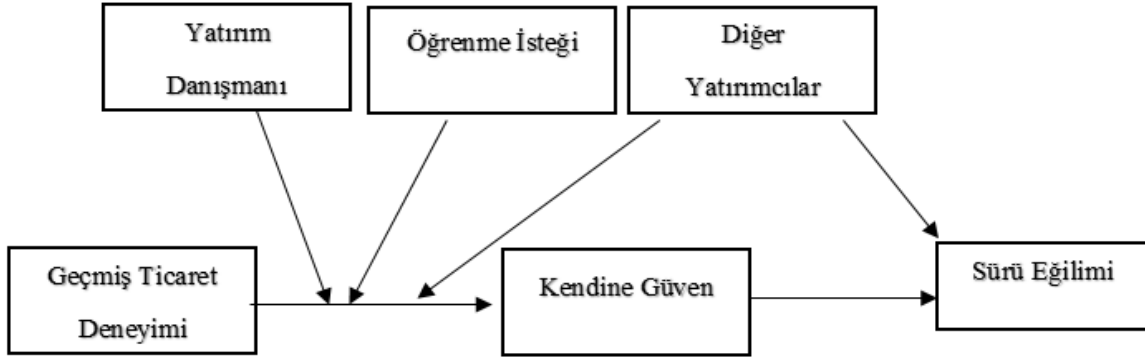 Yatırım
Danışmanı
Öğrenme İsteği
Diğer
Yatırımcılar
Geçmiş Ticaret
Deneyimi
Kendine Güven
Sürü Eğilimi